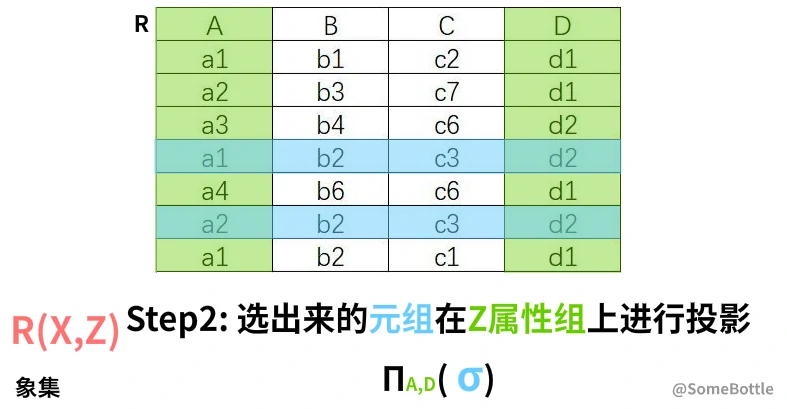 R A B C D
a1 b1 c2 d1
a2 b3 c7 d1
a3 b4 c6 d2
a1 b2 c3 d2
a4 b6 c6 d1
a2 b2 c3 d2
a1 b2 c1 d1
R(X,Z) Step2: 选出来的元组在Z属性组上进行投影
象集 ΠA,D( σ) @SomeBottle